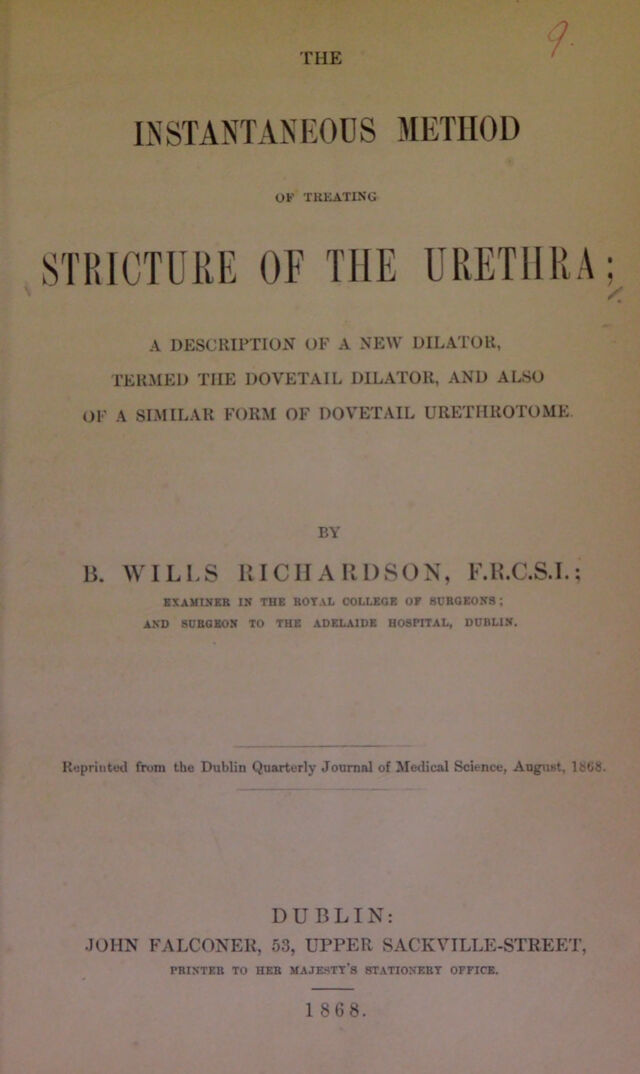 9.
THE
INSTANTANEOUS METHOD
OF TREATING
STRICTURE OF THE URETHRA;
A DESCRIPTION OF A NEW DILATOR,
TERMED THE DOVETAIL DILATOR, AND ALSO
OF A SIMILAR FORM OF DOVETAIL URETHROTOME.
BY
B. WILLS RICHARDSON, F.R.C.S.I.;
EXAMINER IN THE ROYAL COLLEGE OF SURGEONS;
AND SURGEON TO THE ADELAIDE HOSPITAL, DUBLIN.
Reprinted from the Dublin Quarterly Journal of Medical Science, August, 1868.
DUBLIN:
JOHN FALCONER, 53, UPPER SACKVILLE-STREET,
PRINTER TO HER MAJESTY'S STATIONERY OFFICE.
1868.